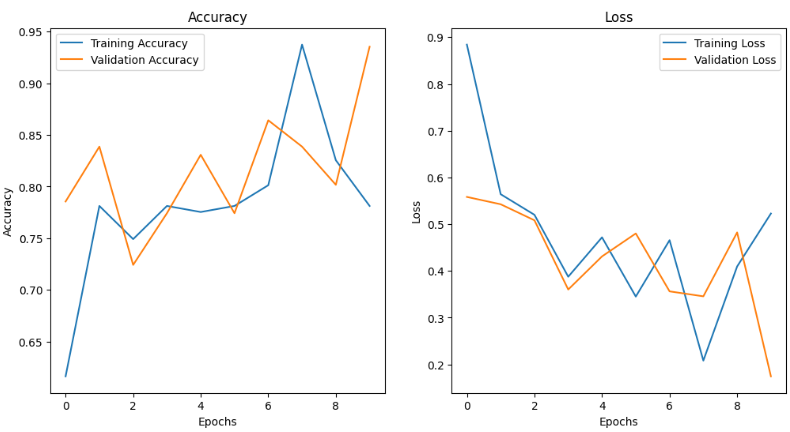 Accuracy
Training Accuracy
Validation Accuracy
0.95
0.90
0.85
0.80
0.75
0.70
0.65
Accuracy
0
2
4
6
8
Epochs
Loss
Training Loss
Validation Loss
0.9
0.8
0.7
0.6
0.5
0.4
0.3
0.2
Loss
0
2
4
6
8
Epochs